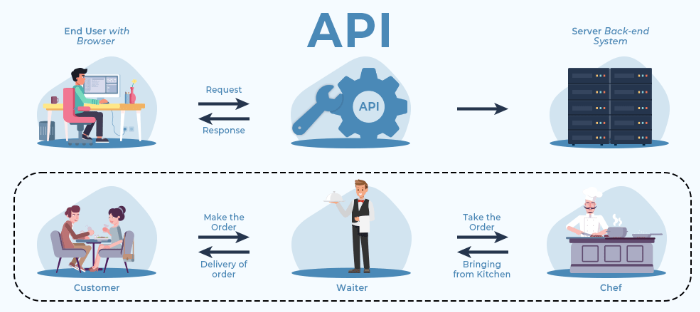 API
End User with
Browser
Server Back-end
System
Request
API
Response
Make the
Order
Take the
Order
Delivery of
order
Bringing
from Kitchen
Customer
Waiter
Chef